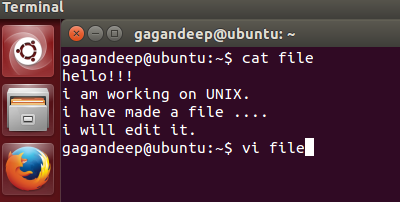 Terminal
gagandeep@ubuntu: ~
gagandeep@ubuntu:~$ cat file
hello!!!
i am working on UNIX.
i have made a file ....
i will edit it.
gagandeep@ubuntu:~$ vi file